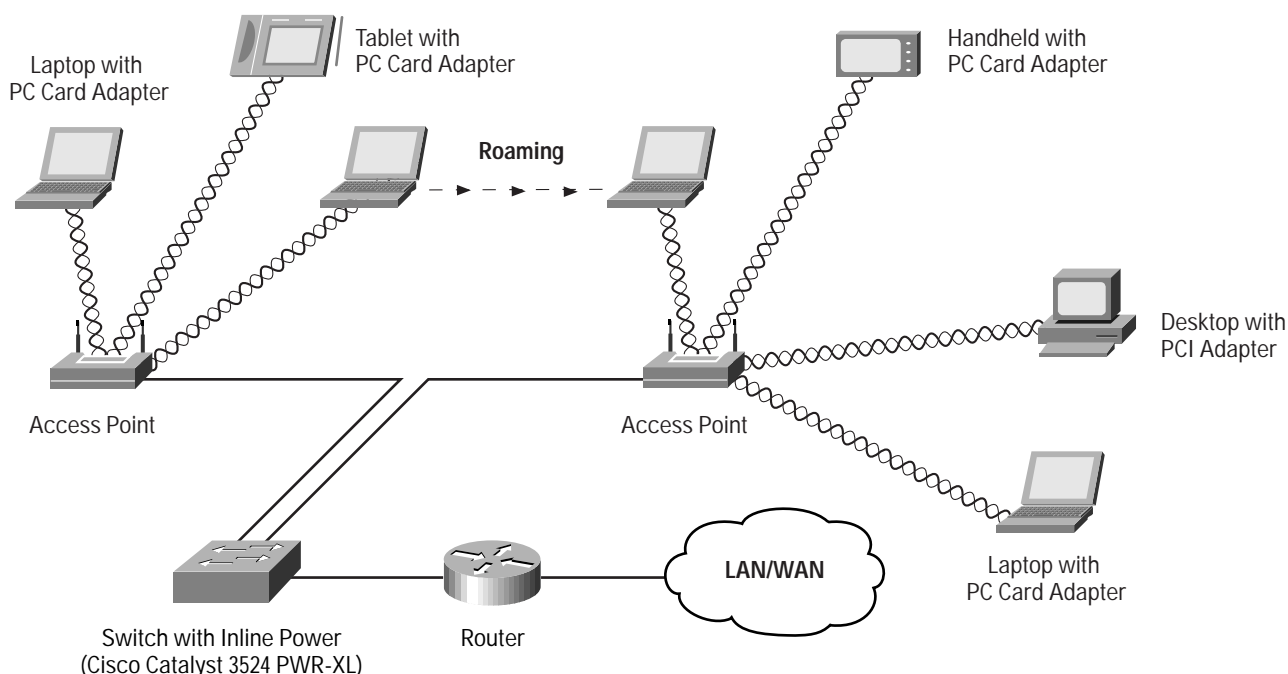 Tablet with
PC Card Adapter
Handheld with
PC Card Adapter
Laptop with
PC Card Adapter
Roaming
Desktop with
PCI Adapter
Access Point
Access Point
LAN/WAN
Laptop with
PC Card Adapter
Switch with Inline Power
(Cisco Catalyst 3524 PWR-XL)
Router